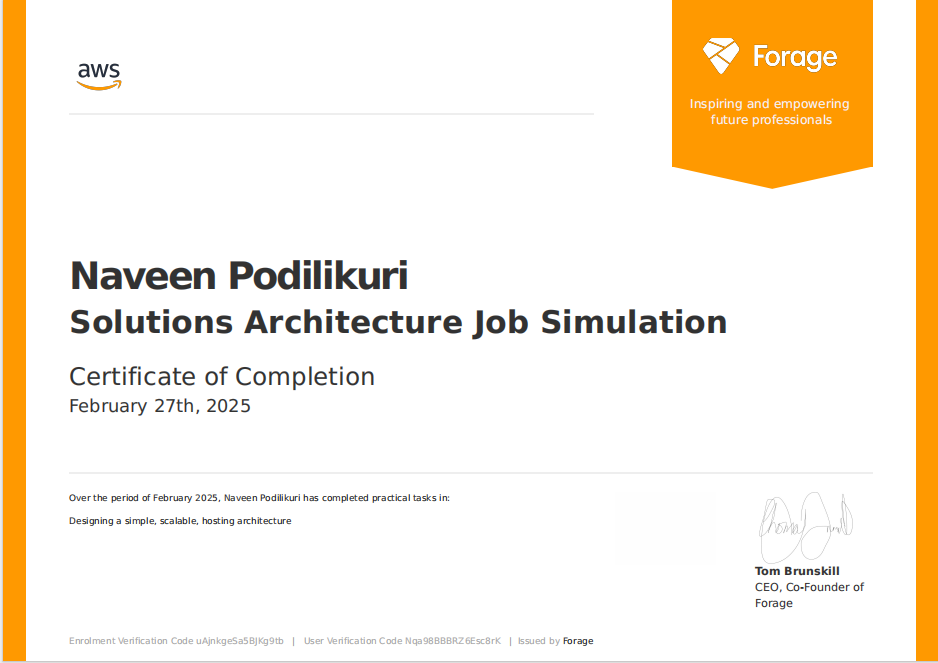 aws
Forage
Inspiring and empowering
future professionals
Naveen Podilikuri
Solutions Architecture Job Simulation
Certificate of Completion
February 27th, 2025
Over the period of February 2025, Naveen Podilikuri has completed practical tasks in:
Designing a simple, scalable, hosting architecture
Tom Brunskill
CEO, Co-Founder of
Forage
Enrolment Verification Code uAjnkgeSa5BJKg9tb | User Verification Code Nqa98BBBRZ6Esc8rK | Issued by Forage